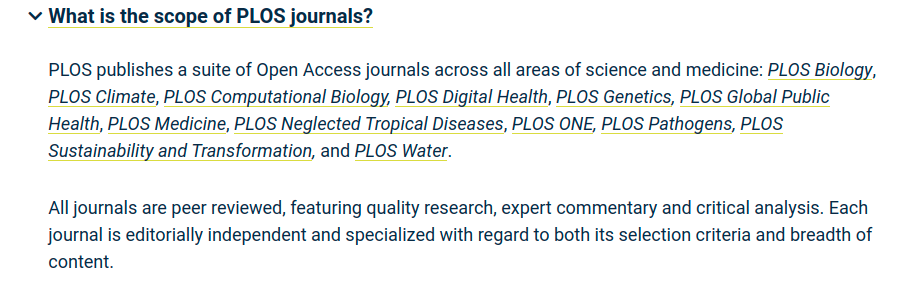 What is the scope of PLOS journals?
PLOS publishes a suite of Open Access journals across all areas of science and medicine: PLOS Biology,
PLOS Climate, PLOS Computational Biology, PLOS Digital Health, PLOS Genetics, PLOS Global Public
Health, PLOS Medicine, PLOS Neglected Tropical Diseases, PLOS ONE, PLOS Pathogens, PLOS
Sustainability and Transformation, and PLOS Water.
All journals are peer reviewed, featuring quality research, expert commentary and critical analysis. Each
journal is editorially independent and specialized with regard to both its selection criteria and breadth of
content.